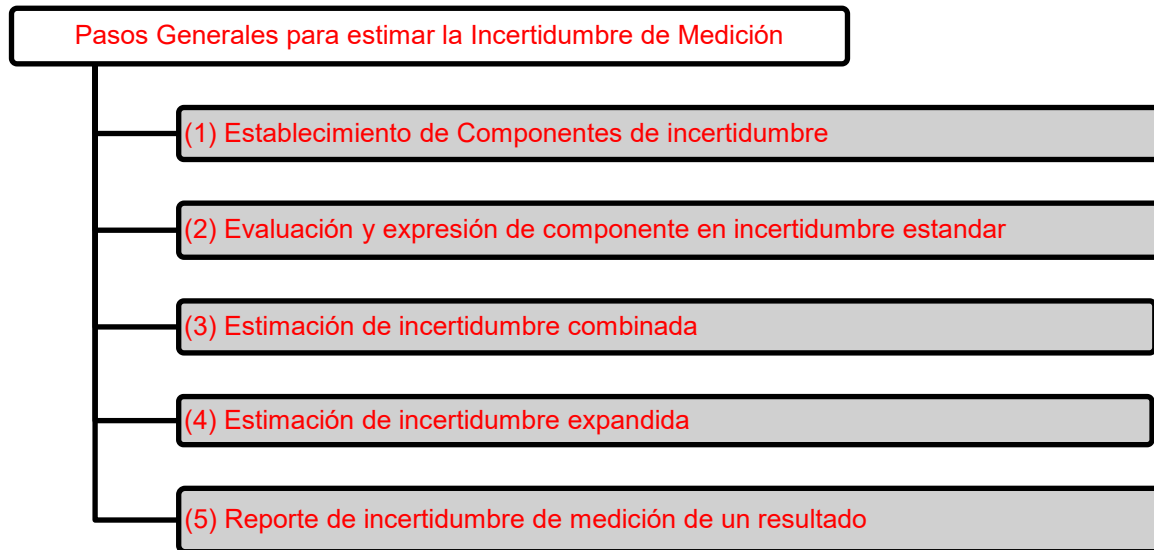 Pasos Generales para estimar la Incertidumbre de Medición
(1) Establecimiento de Componentes de incertidumbre
(2) Evaluación y expresión de componente en incertidumbre estandar
(3) Estimación de incertidumbre combinada
(4) Estimación de incertidumbre expandida
(5) Reporte de incertidumbre de medición de un resultado